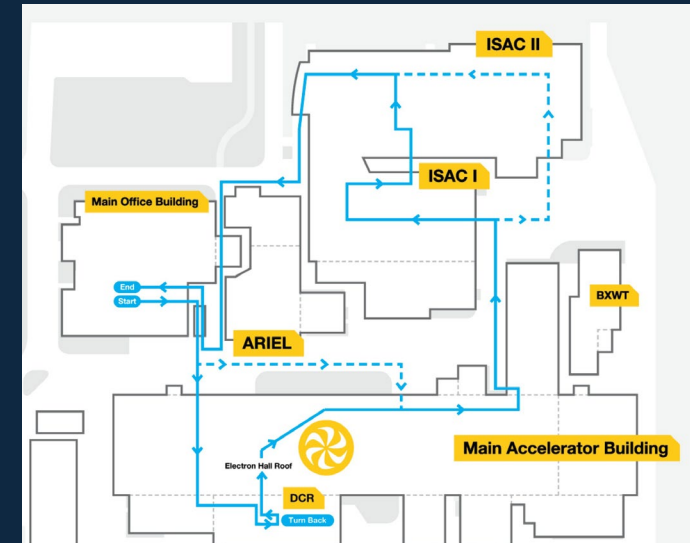 ISAC II
ISAC I
Main Office Building
End
Start
BXWT
ARIEL
Main Accelerator Building
Electron Hall Roof
DCR
Turn Back